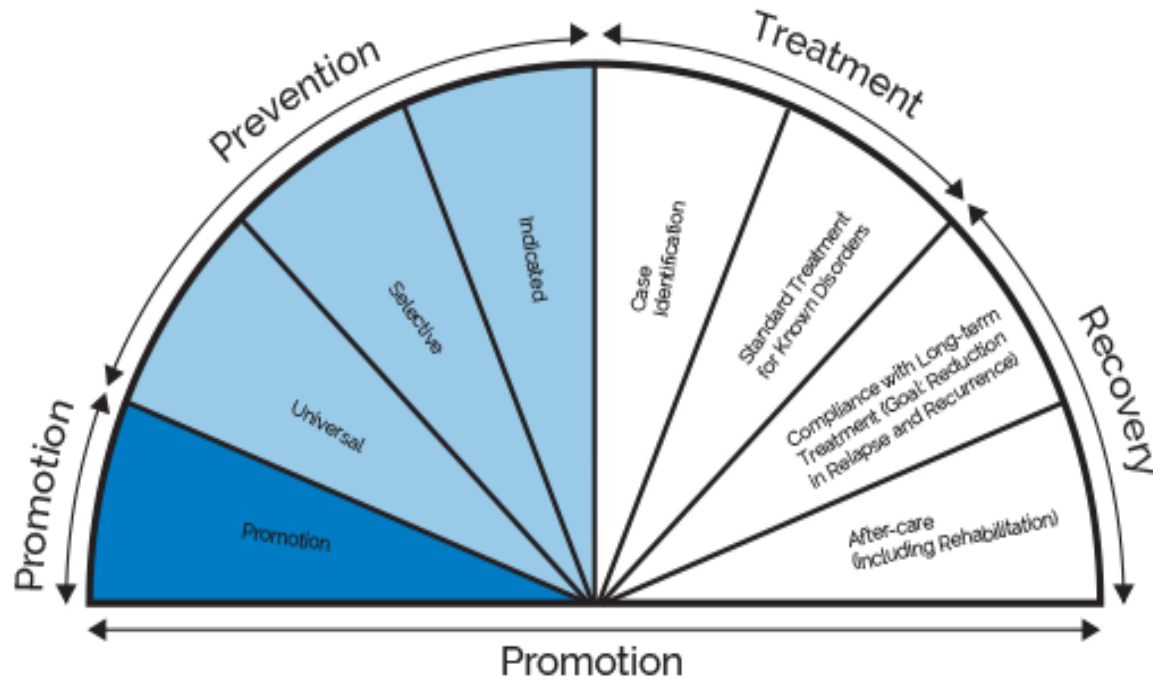 Prevention
Treatment
Promotion
Recovery
Promotion
Universal
Selective
Indicated
Case
Identification
Standard Treatment
for Known Disorders
Compliance with Long-term
Treatment (Goal: Reduction
in Relapse and Recurrence)
After-care
(Including Rehabilitation)
Promotion